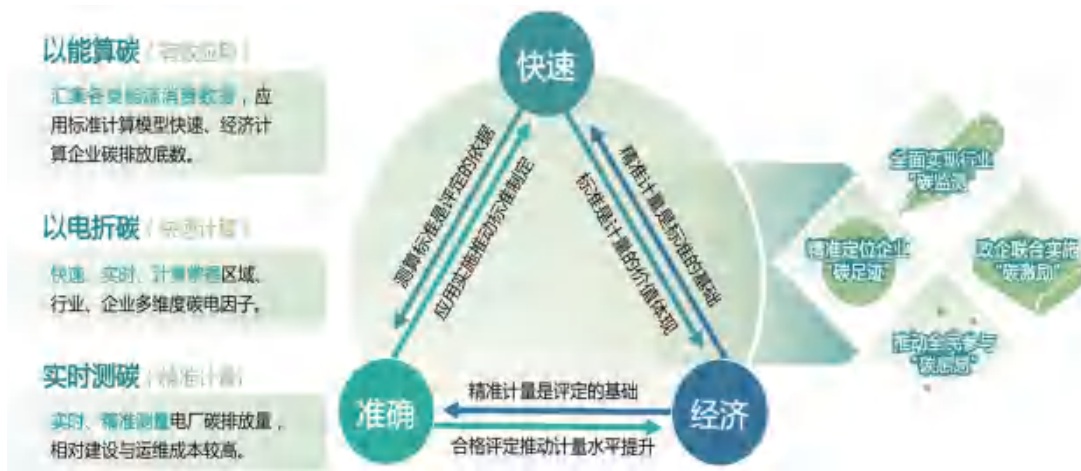 以能算碳
汇集各类能源消费数据，应
用标准计算模型快速、经济计
算企业碳排放底数。
以电折碳（快速计算）
快速、实时、计算掌握区域、
行业、企业多维度碳电因子。
实时测碳（精准计量）
实时、精准测量电厂碳排放量，
相对建设与运维成本较高。
快速
测算标准是评定的依据
应用实施推动标准制定
精准计量是标准的基础
标准是计量的价值体现
准确
精准计量是评定的基础
合格评定推动计量水平提升
经济
全面实现行业
“碳监测”
精准定位企业
“碳足迹”
政企联合实施
“碳激励”
推动全民参与